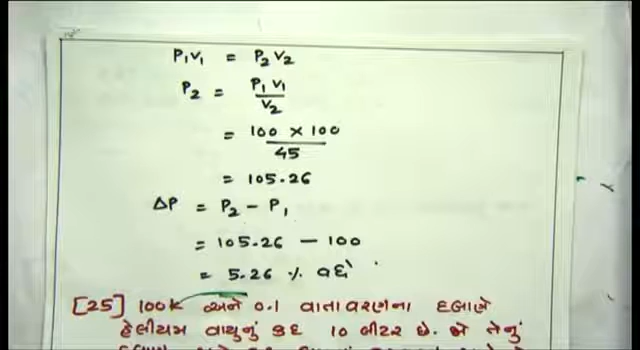 P₁V₁ = P₂V₂
P₂ = P₁V₁ / V₂
= 100 × 100 / 45
= 105.26
ΔP = P₂ – P₁
= 105.26 – 100
= 5.26 % વધે
[25] 100K અને 0.1 વાતાવરણના દબાણે
હેલીયમ વાયુનું કદ 10 લીટર છે. જો તેનું